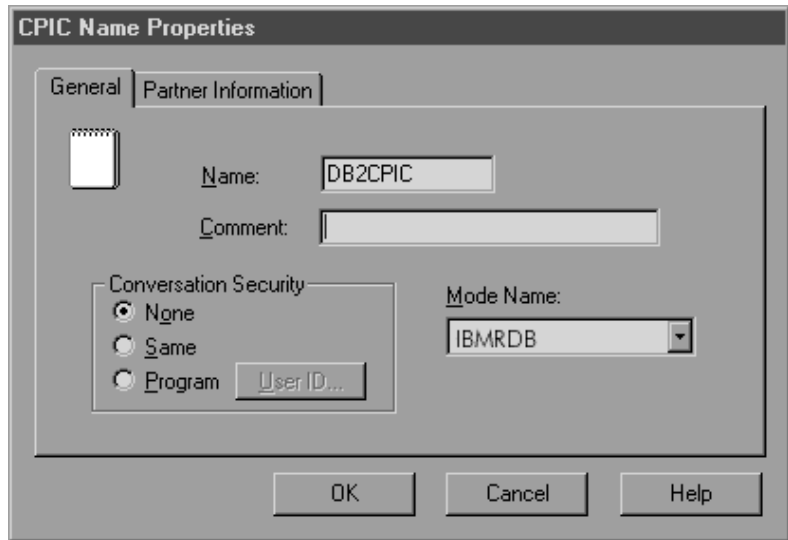 CPIC Name Properties
General Partner Information
Name: DB2CPIC
Comment:
Conversation Security
None
Same
Program User ID...
Mode Name:
IBMRDB
OK Cancel Help